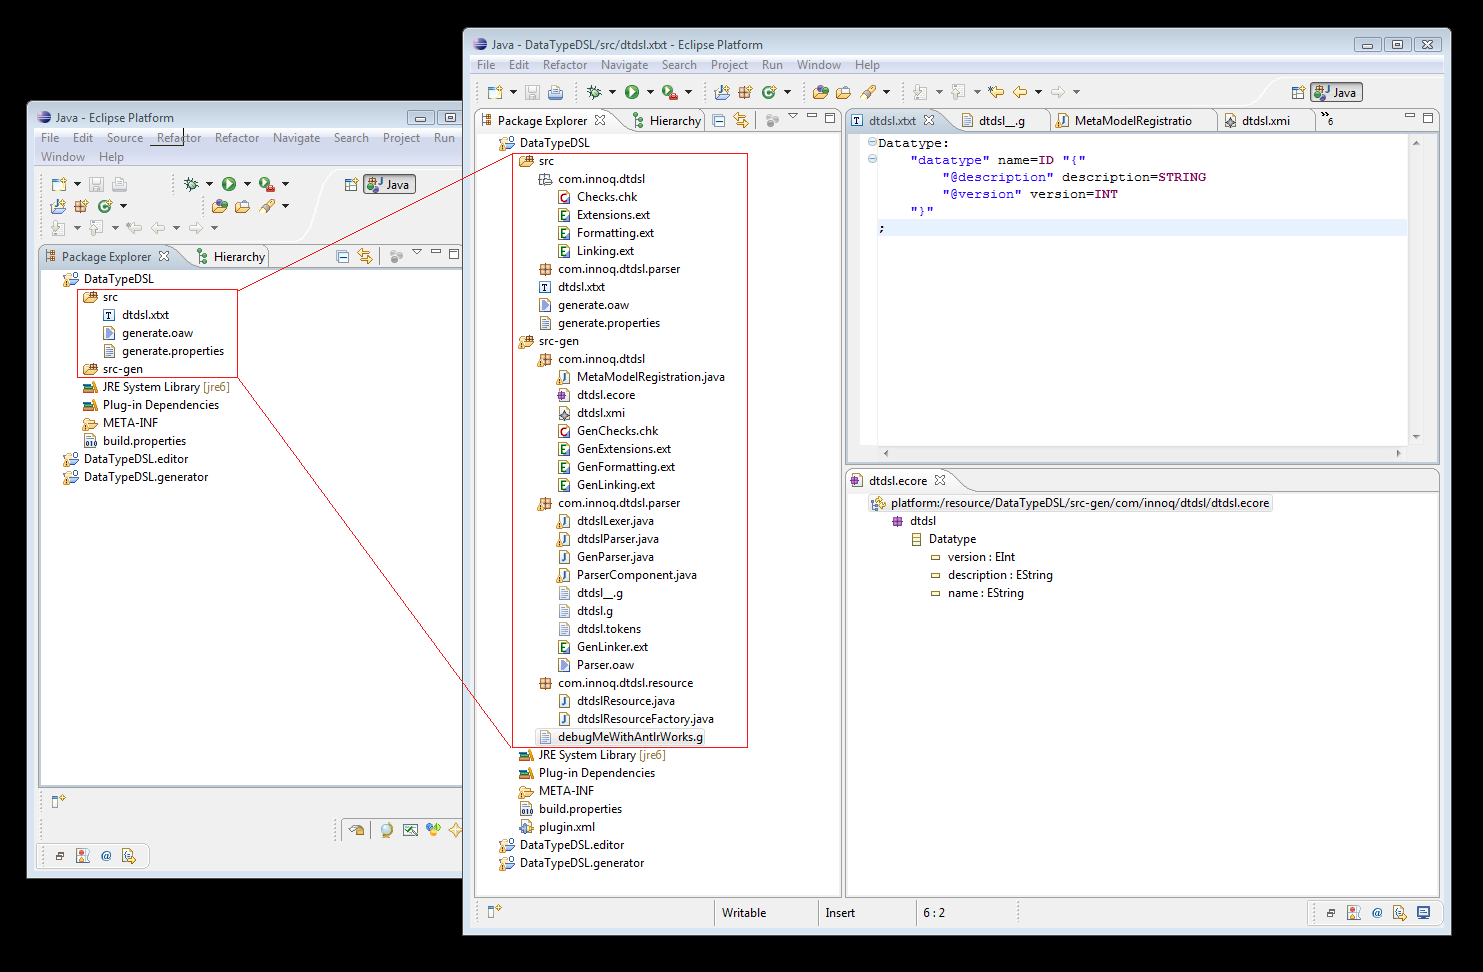 Java - Eclipse Platform
File Edit Source Refactor Refactor Navigate Search Project Run
Window Help
Java
Package Explorer Hierarchy
DataTypeDSL
src
dtdsl.xtxt
generate.oaw
generate.properties
src-gen
JRE System Library [jre6]
Plug-in Dependencies
META-INF
build.properties
DataTypeDSL.editor
DataTypeDSL.generator
Java - DataTypeDSL/src/dtdsl.xtxt - Eclipse Platform
File Edit Refactor Navigate Search Project Run Window Help
Java
Package Explorer Hierarchy
DataTypeDSL
src
com.innoq.dtdsl
Checks.chk
Extensions.ext
Formatting.ext
Linking.ext
com.innoq.dtdsl.parser
dtdsl.xtxt
generate.oaw
generate.properties
src-gen
com.innoq.dtdsl
MetaModelRegistration.java
dtdsl.ecore
dtdsl.xmi
GenChecks.chk
GenExtensions.ext
GenFormatting.ext
GenLinking.ext
com.innoq.dtdsl.parser
dtdslLexer.java
dtdslParser.java
GenParser.java
ParserComponent.java
dtdsl__.g
dtdsl.g
dtdsl.tokens
GenLinker.ext
Parser.oaw
com.innoq.dtdsl.resource
dtdslResource.java
dtdslResourceFactory.java
debugMeWithAntlrWorks.g
JRE System Library [jre6]
Plug-in Dependencies
META-INF
build.properties
plugin.xml
DataTypeDSL.editor
DataTypeDSL.generator
dtdsl.xtxt dtdsl__.g MetaModelRegistratio dtdsl.xmi »6
Datatype:
"datatype" name=ID "{"
"@description" description=STRING
"@version" version=INT
"}"
;
dtdsl.ecore
platform:/resource/DataTypeDSL/src-gen/com/innoq/dtdsl/dtdsl.ecore
dtdsl
Datatype
version : EInt
description : EString
name : EString
Writable Insert 6 : 2